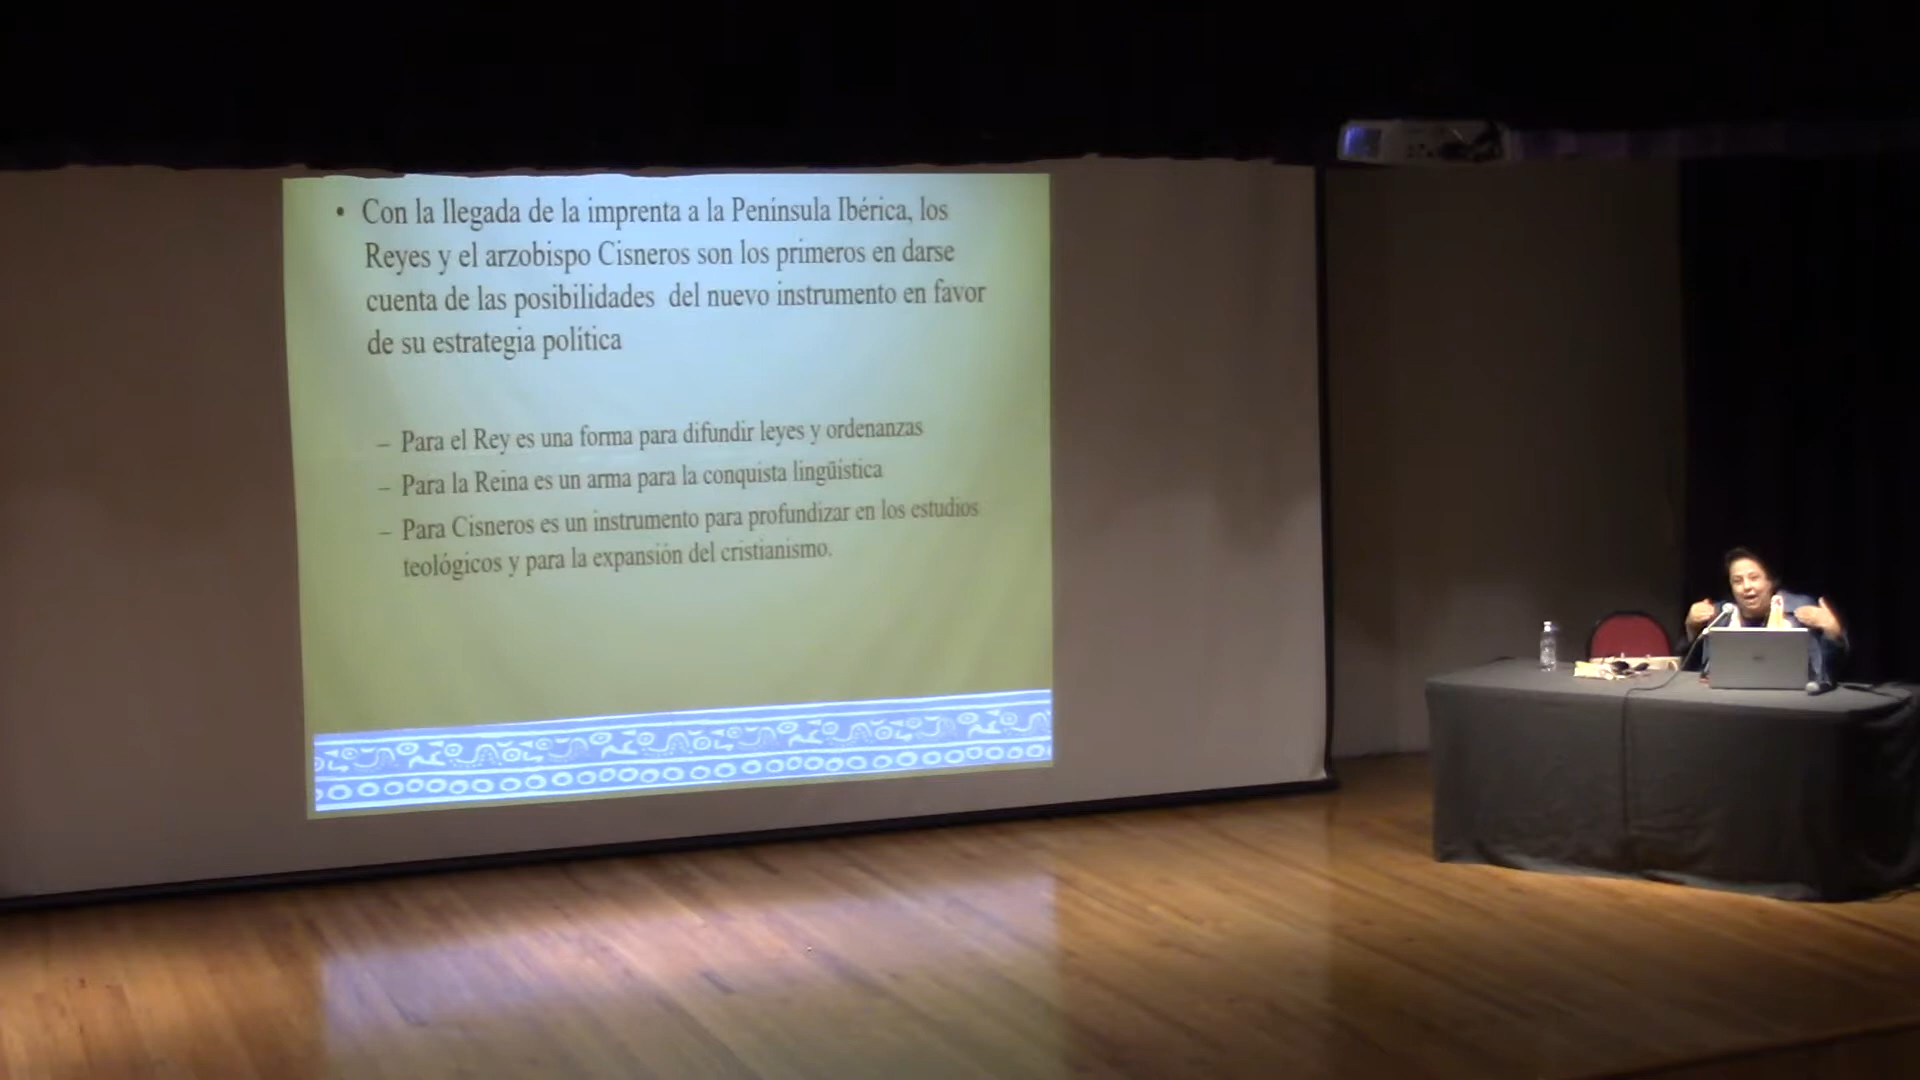 • Con la llegada de la imprenta a la Península Ibérica, los
Reyes y el arzobispo Cisneros son los primeros en darse
cuenta de las posibilidades del nuevo instrumento en favor
de su estrategia política
– Para el Rey es una forma para difundir leyes y ordenanzas
– Para la Reina es un arma para la conquista lingüística
– Para Cisneros es un instrumento para profundizar en los estudios
teológicos y para la expansión del cristianismo.